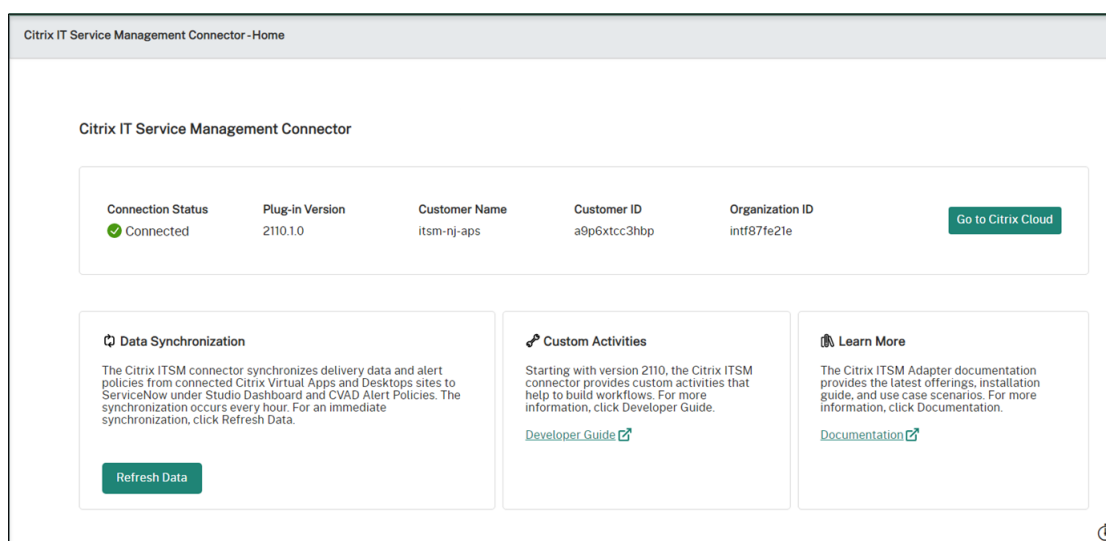 Citrix IT Service Management Connector - Home
Citrix IT Service Management Connector
Connection Status
Connected
Plug-in Version
2110.1.0
Customer Name
itsm-nj-aps
Customer ID
a9p6xtcc3hbp
Organization ID
intf87fe21e
Go to Citrix Cloud
Data Synchronization
The Citrix ITSM connector synchronizes delivery data and alert
policies from connected Citrix Virtual Apps and Desktops sites to
ServiceNow under Studio Dashboard and CVAD Alert Policies. The
synchronization occurs every hour. For an immediate
synchronization, click Refresh Data.
Refresh Data
Custom Activities
Starting with version 2110, the Citrix ITSM
connector provides custom activities that
help to build workflows. For more
information, click Developer Guide.
Developer Guide
Learn More
The Citrix ITSM Adapter documentation
provides the latest offerings, installation
guide, and use case scenarios. For more
information, click Documentation.
Documentation